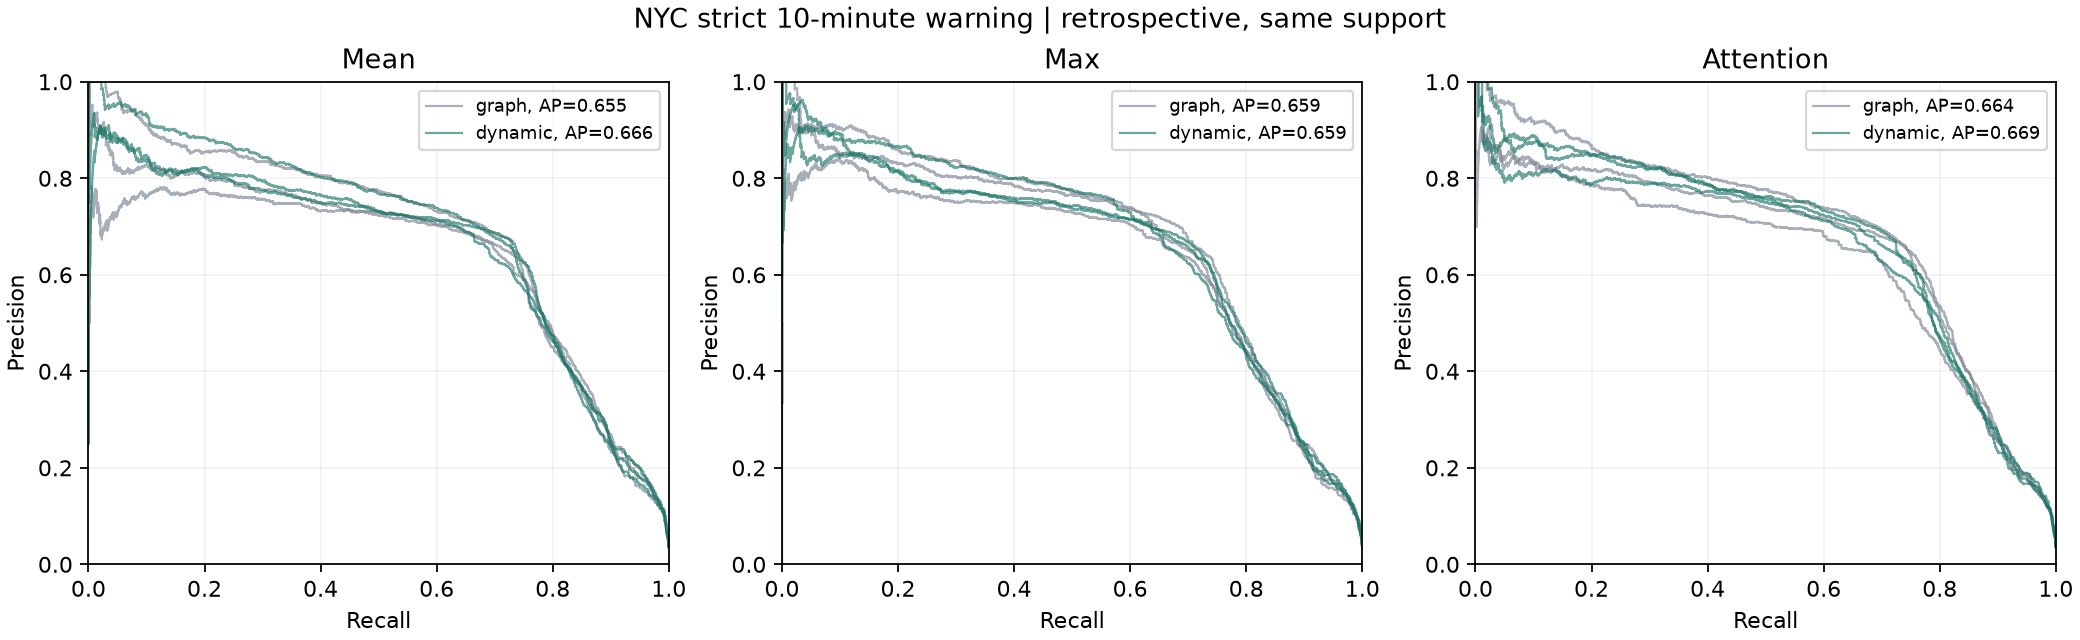 NYC strict 10-minute warning | retrospective, same support
Mean
graph, AP=0.655
dynamic, AP=0.666
1.0
0.8
0.6
0.4
0.2
0.0
Precision
0.0 0.2 0.4 0.6 0.8 1.0
Recall
Max
graph, AP=0.659
dynamic, AP=0.659
1.0
0.8
0.6
0.4
0.2
0.0
Precision
0.0 0.2 0.4 0.6 0.8 1.0
Recall
Attention
graph, AP=0.664
dynamic, AP=0.669
1.0
0.8
0.6
0.4
0.2
0.0
Precision
0.0 0.2 0.4 0.6 0.8 1.0
Recall